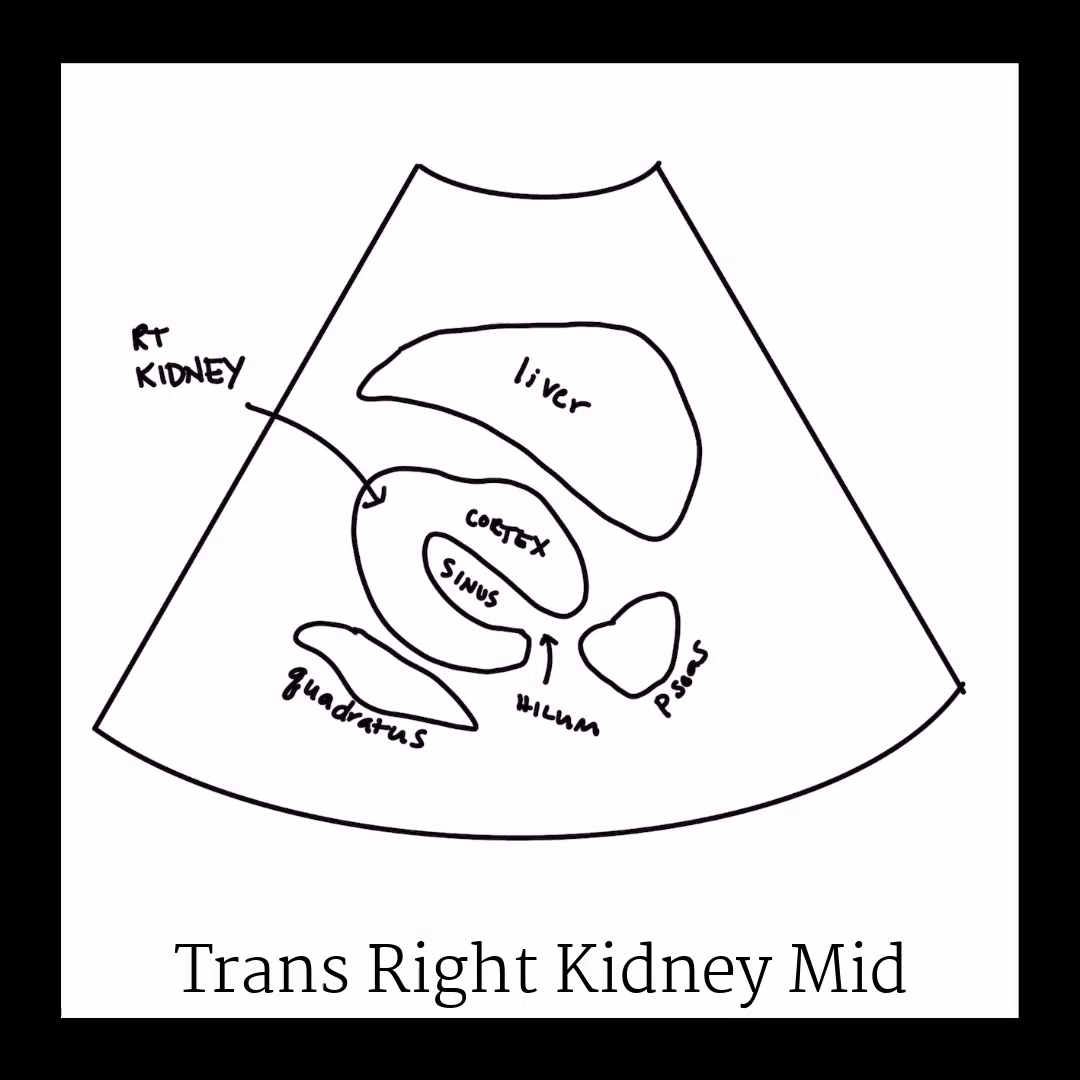 RT
KIDNEY
liver
CORTEX
SINUS
quadratus
HILUM
psoas
Trans Right Kidney Mid